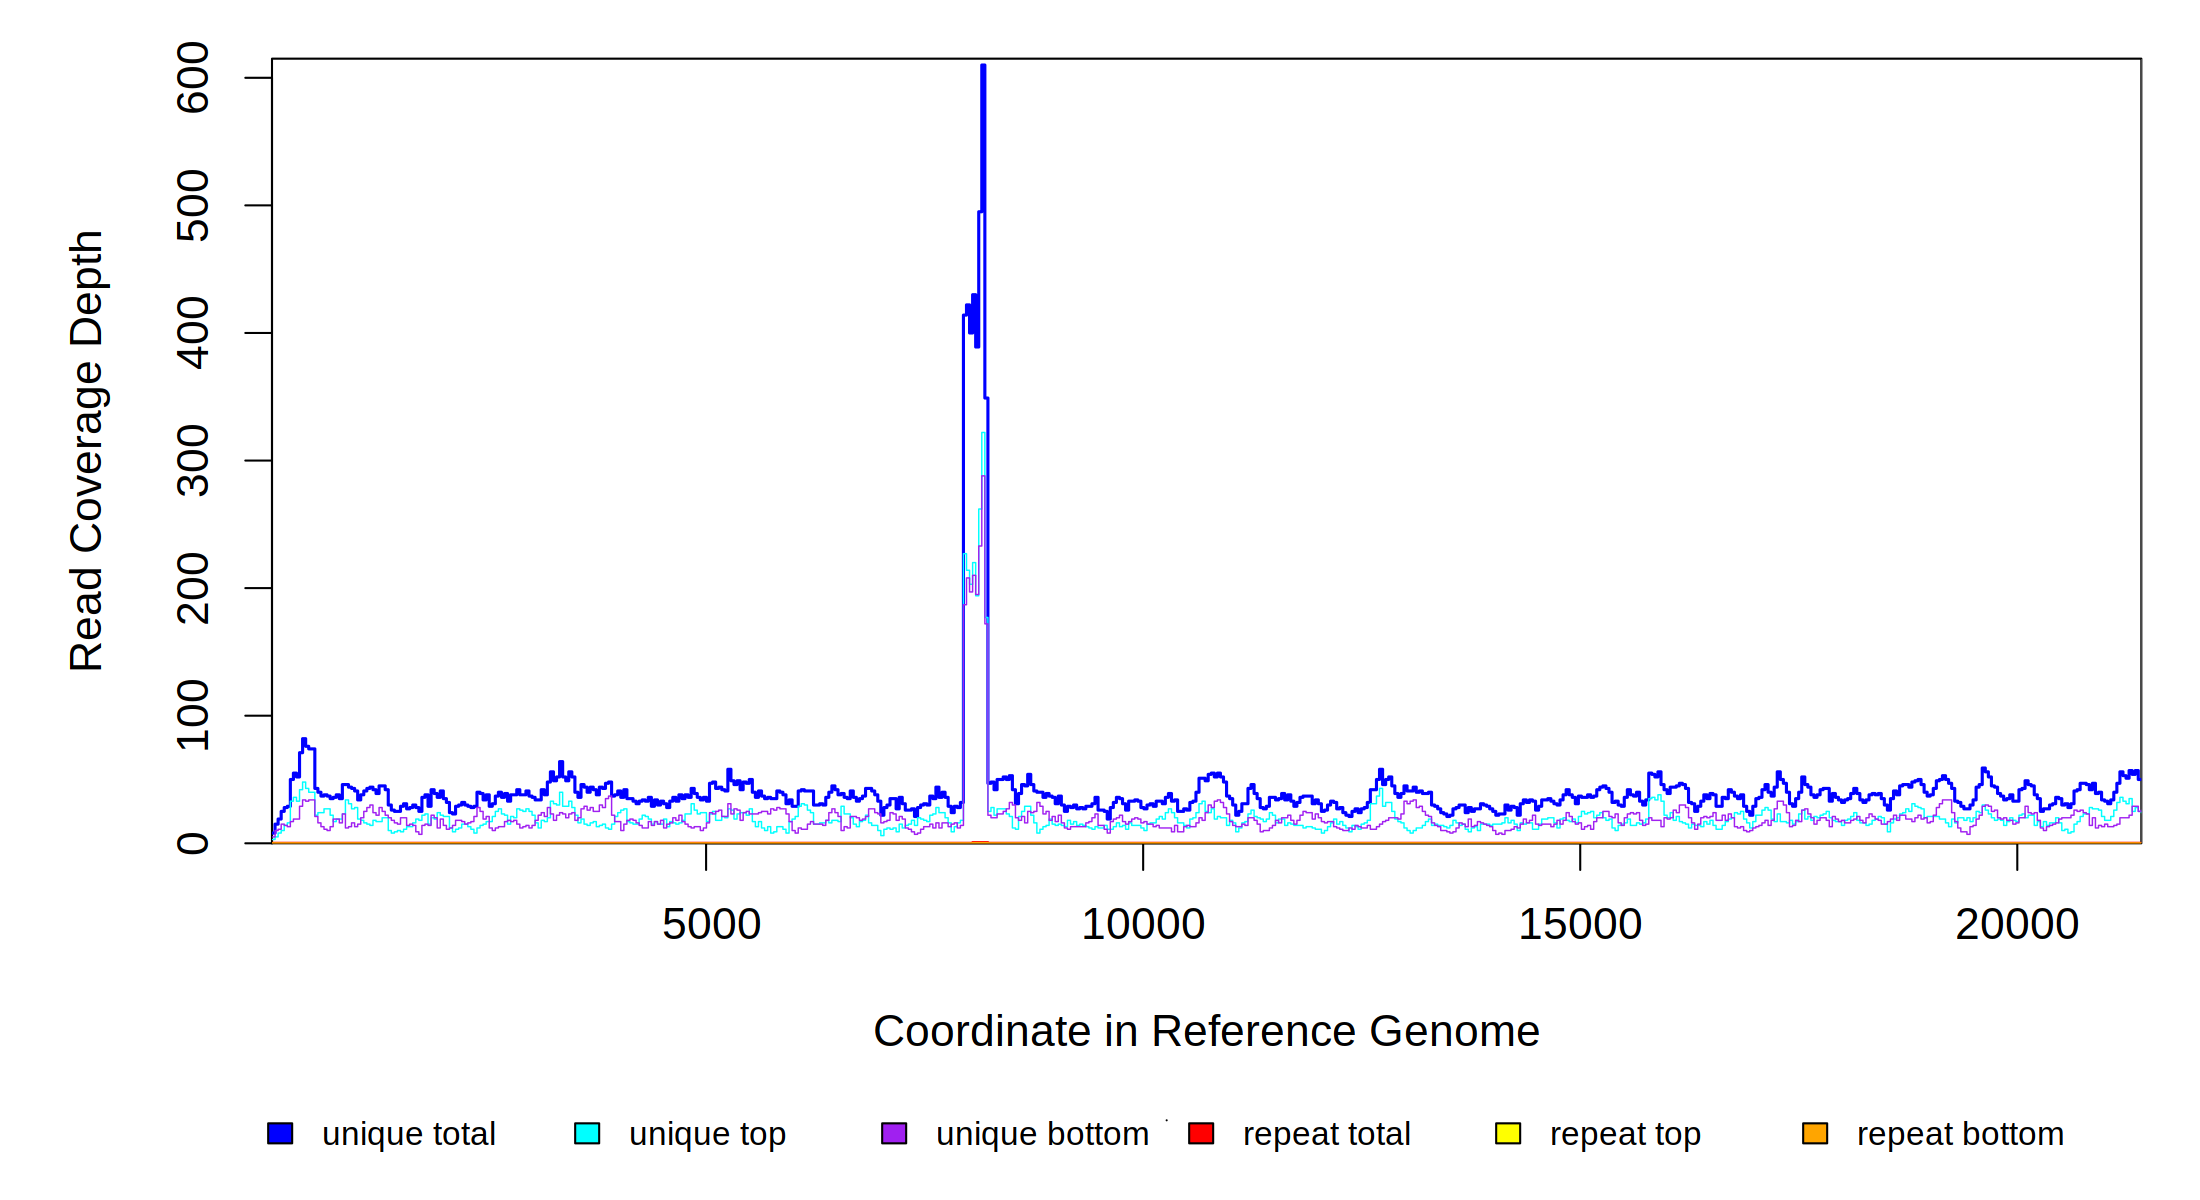 600
500
400
300
200
100
0
Read Coverage Depth
5000 10000 15000 20000
Coordinate in Reference Genome
unique total unique top unique bottom repeat total repeat top repeat bottom